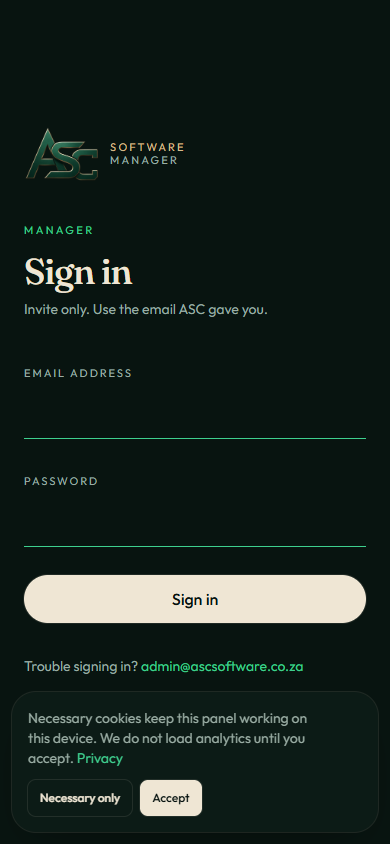 ASC
SOFTWARE
MANAGER
MANAGER
Sign in
Invite only. Use the email ASC gave you.
EMAIL ADDRESS
PASSWORD
Sign in
Trouble signing in? admin@ascsoftware.co.za
Necessary cookies keep this panel working on
this device. We do not load analytics until you
accept. Privacy
Necessary only
Accept